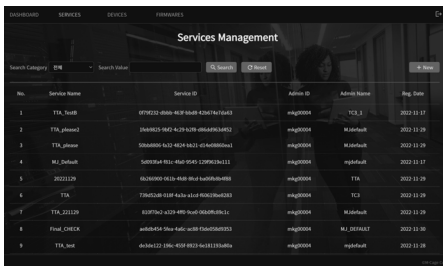 DASHBOARD SERVICES DEVICES FIRMWARES
Services Management
Search Category 전체 Search Value Search Reset + New
No. Service Name Service ID Admin ID Admin Name Reg. Date
1 TTA_TestB mkg00004 TC3_1 2022-11-17
2 TTA_please2 mkg00004 MJdefault 2022-11-29
3 TTA_please mkg00004 MJdefault 2022-11-29
4 MJ_Default mkg00004 mjdefault 2022-11-17
5 20221129 mkg00004 TTA 2022-11-29
6 TTA mkg00004 TC3 2022-11-29
7 TTA_221129 mkg00004 MJdefault 2022-11-29
8 Final_CHECK mkg00004 MJ_DEFAULT 2022-11-30
9 TTA_test mkg00004 mjdefault 2022-11-28